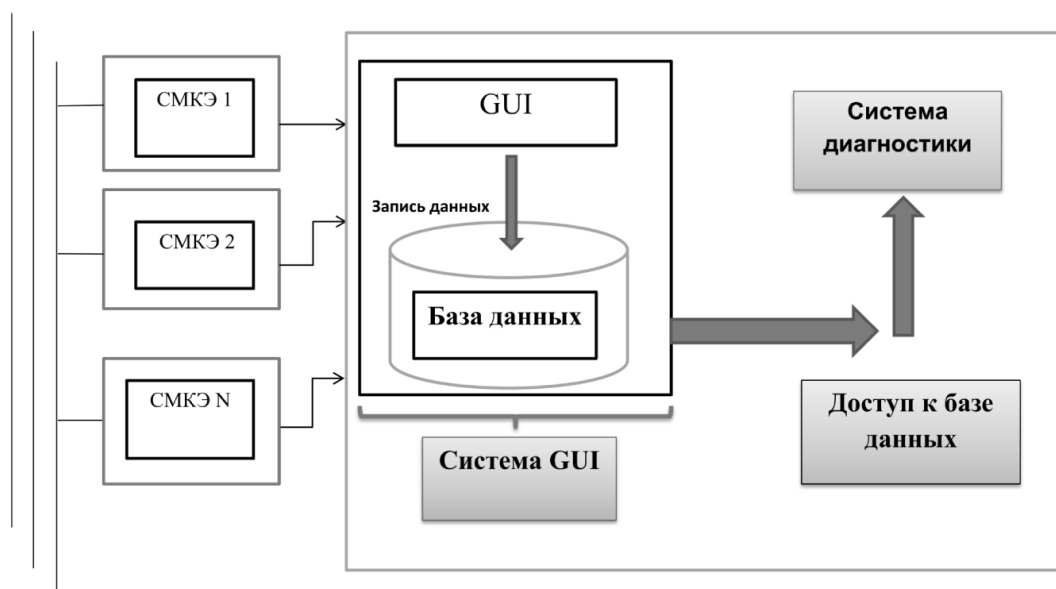 СМКЭ 1
СМКЭ 2
СМКЭ N
GUI
Запись данных
База данных
Система GUI
Система
диагностики
Доступ к базе
данных